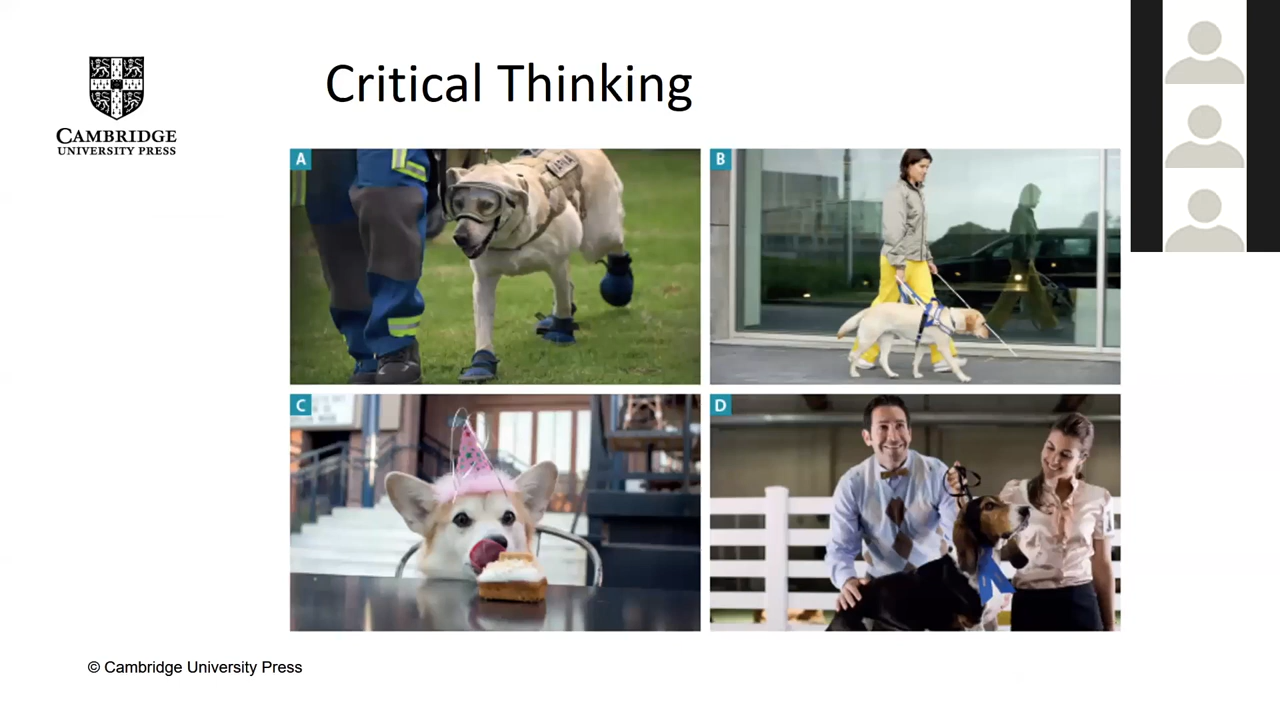 Critical Thinking
CAMBRIDGE
UNIVERSITY PRESS
A
B
C
D
© Cambridge University Press